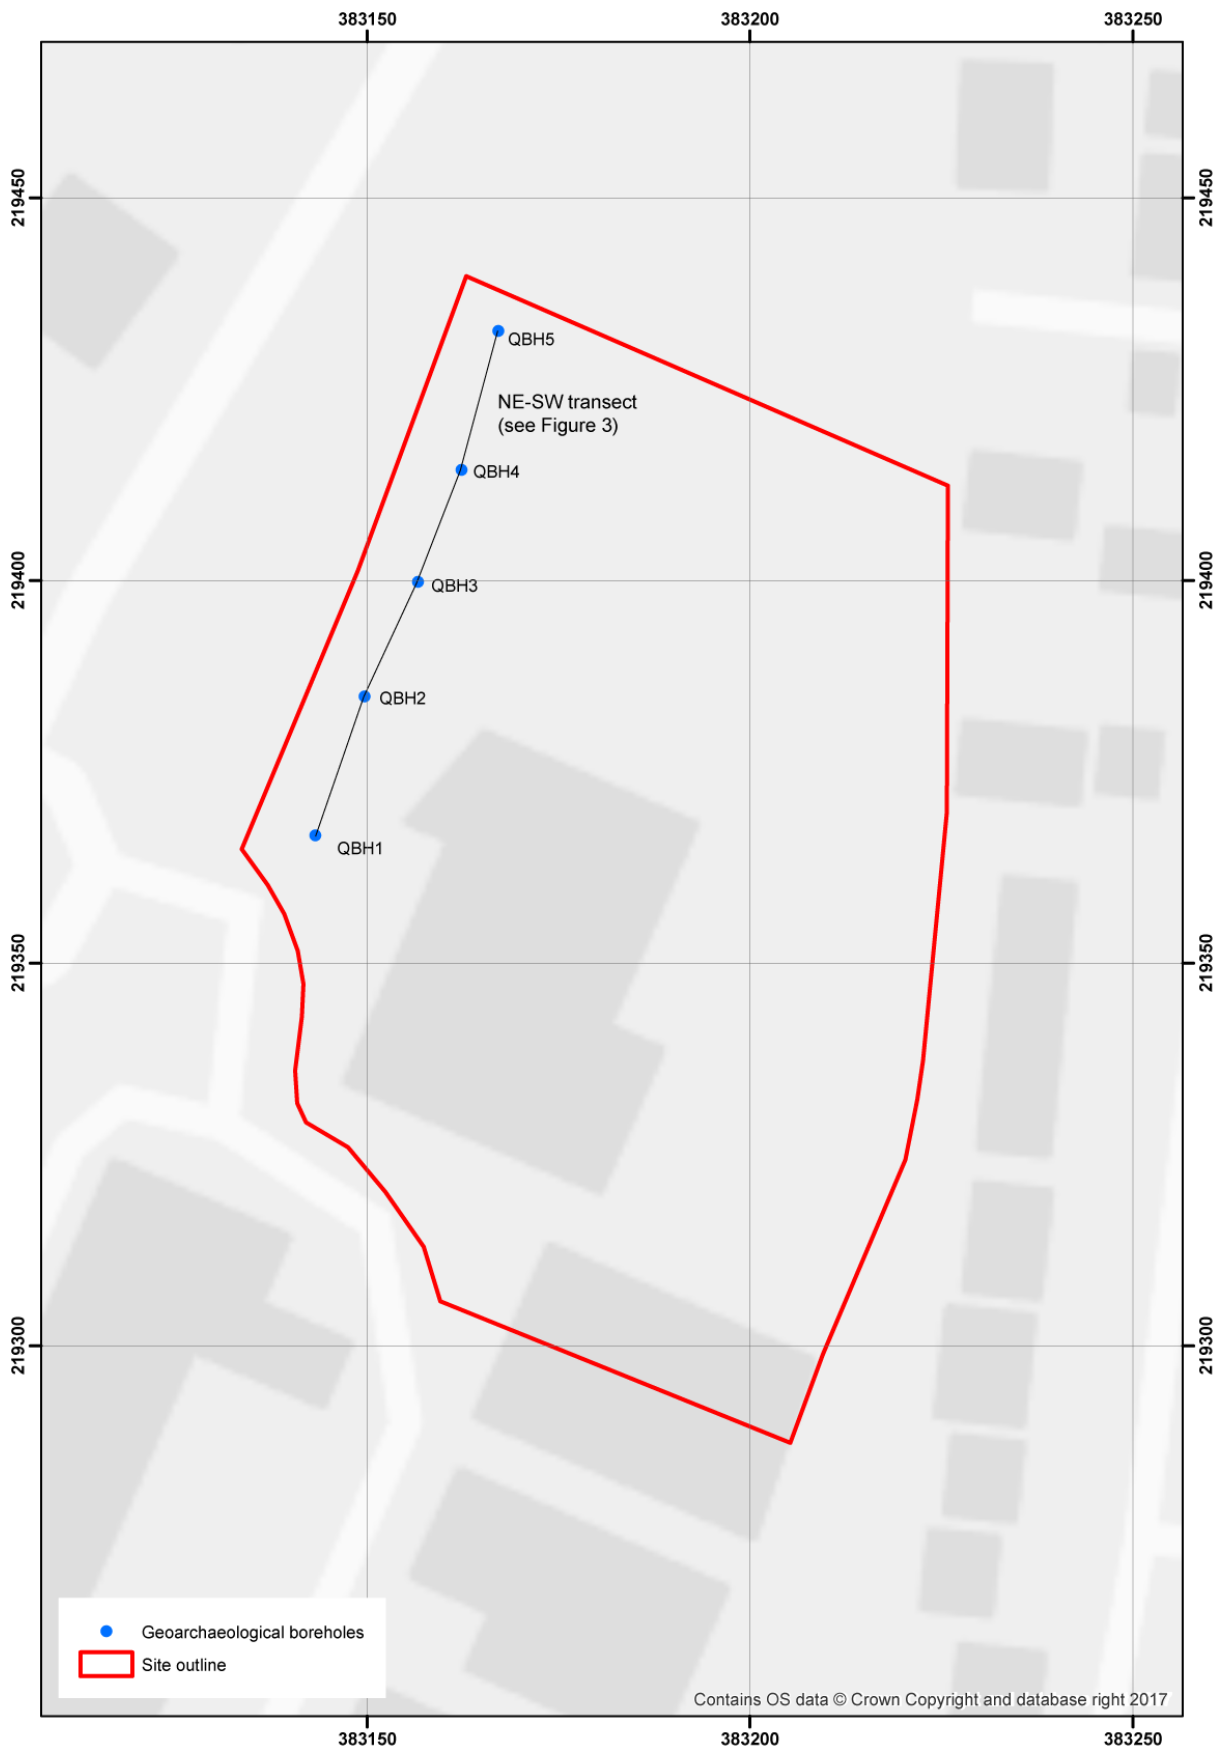 383150
383200
383250
219450
219450
QBH5
NE-SW transect
(see Figure 3)
QBH4
219400
219400
QBH3
QBH2
QBH1
219350
219350
219300
219300
Geoarchaeological boreholes
Site outline
Contains OS data © Crown Copyright and database right 2017
383150
383200
383250